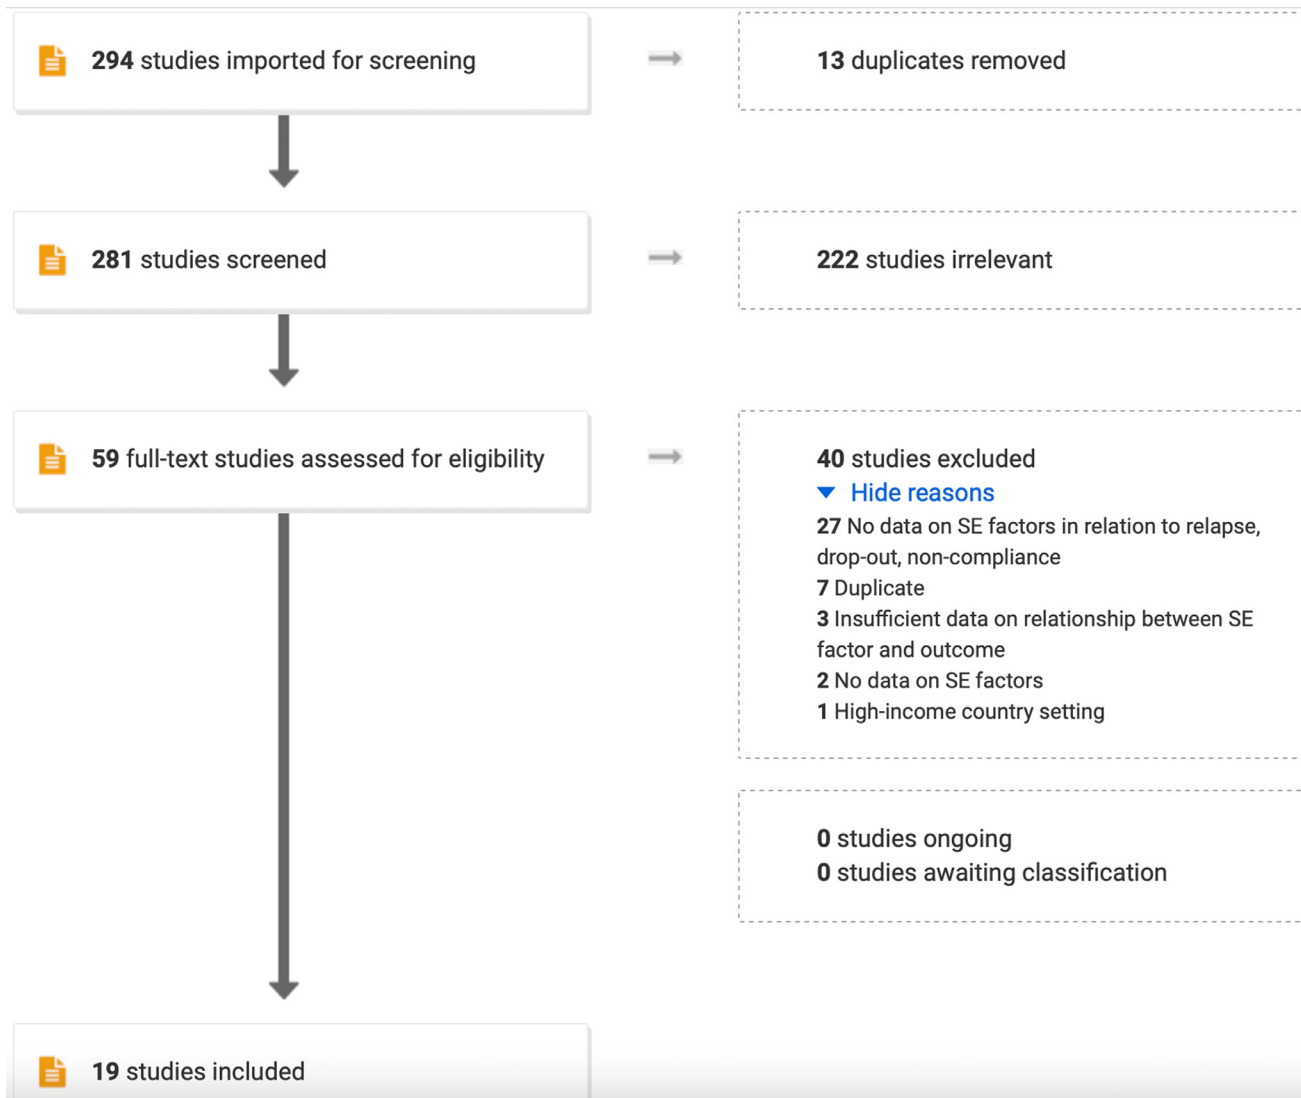 294 studies imported for screening
13 duplicates removed
281 studies screened
222 studies irrelevant
59 full-text studies assessed for eligibility
40 studies excluded
Hide reasons
27 No data on SE factors in relation to relapse,
drop-out, non-compliance
7 Duplicate
3 Insufficient data on relationship between SE
factor and outcome
2 No data on SE factors
1 High-income country setting
0 studies ongoing
0 studies awaiting classification
19 studies included